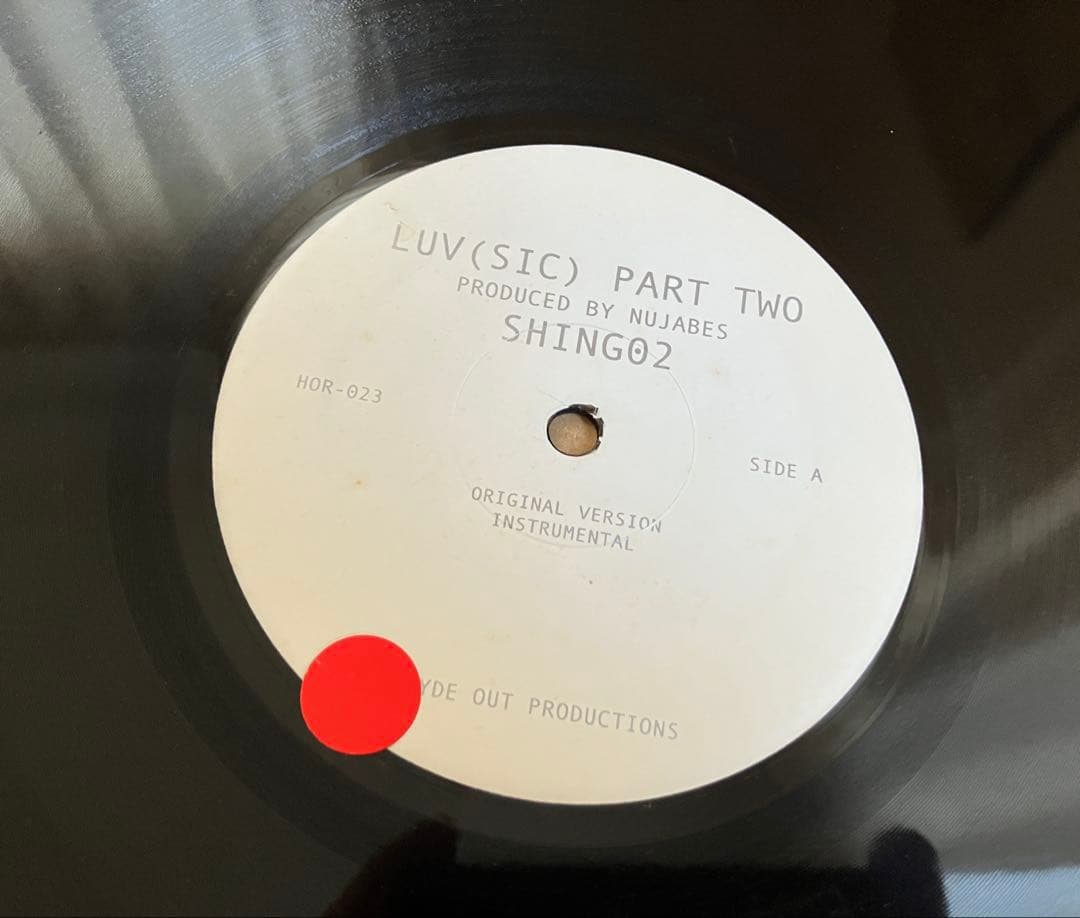 LUV(SIC) PART TWO
PRODUCED BY NUJABES
SHING02
HOR-023
SIDE A
ORIGINAL VERSION
INSTRUMENTAL
YDE OUT PRODUCTIONS